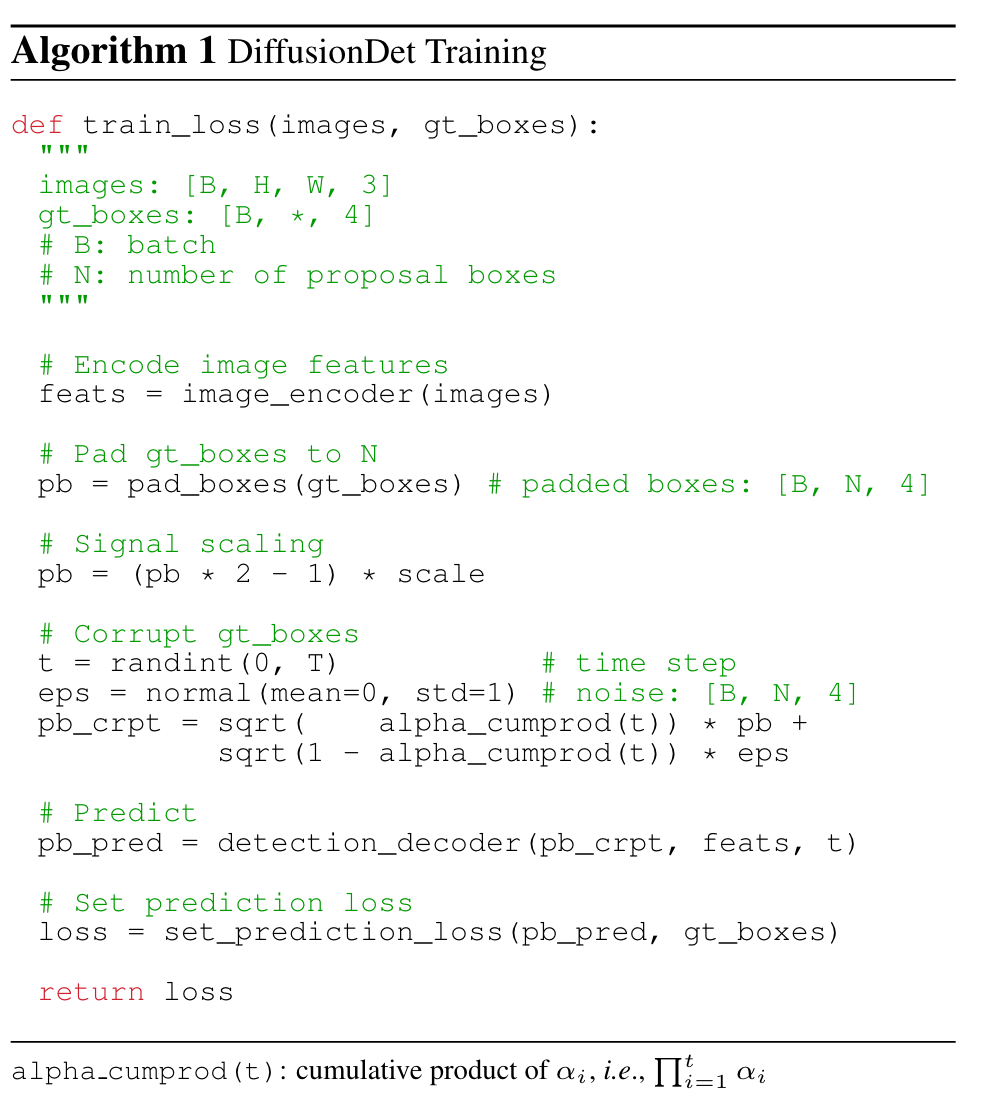 Algorithm 1 DiffusionDet Training
def train_loss(images, gt_boxes):
  """
  images: [B, H, W, 3]
  gt_boxes: [B, *, 4]
  # B: batch
  # N: number of proposal boxes
  """
  # Encode image features
  feats = image_encoder(images)
  # Pad gt_boxes to N
  pb = pad_boxes(gt_boxes) # padded boxes: [B, N, 4]
  # Signal scaling
  pb = (pb * 2 - 1) * scale
  # Corrupt gt_boxes
  t = randint(0, T)           # time step
  eps = normal(mean=0, std=1) # noise: [B, N, 4]
  pb_crpt = sqrt(    alpha_cumprod(t)) * pb +
            sqrt(1 - alpha_cumprod(t)) * eps
  # Predict
  pb_pred = detection_decoder(pb_crpt, feats, t)
  # Set prediction loss
  loss = set_prediction_loss(pb_pred, gt_boxes)
  return loss
alpha_cumprod(t): cumulative product of αᵢ, i.e., ∏ᵗᵢ₌₁ αᵢ